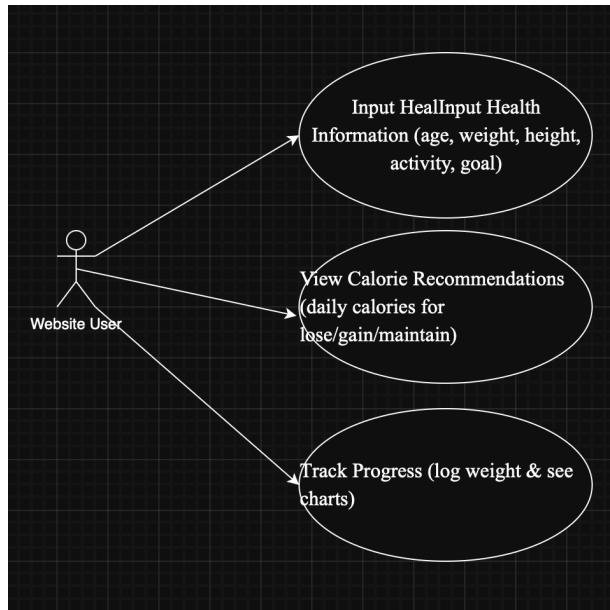 Input HealInput Health
Information (age, weight, height,
activity, goal)
View Calorie Recommendations
(daily calories for
lose/gain/maintain)
Website User
Track Progress (log weight & see
charts)